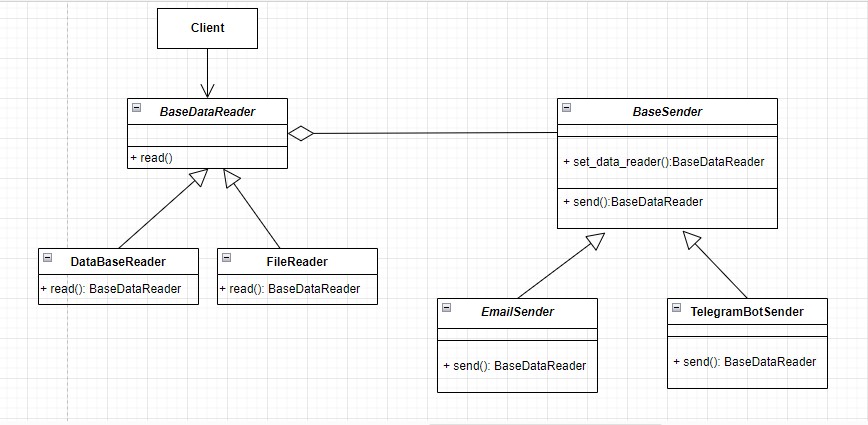 Client
BaseDataReader
+ read()
BaseSender
+ set_data_reader():BaseDataReader
+ send():BaseDataReader
DataBaseReader
+ read(): BaseDataReader
FileReader
+ read(): BaseDataReader
EmailSender
+ send(): BaseDataReader
TelegramBotSender
+ send(): BaseDataReader